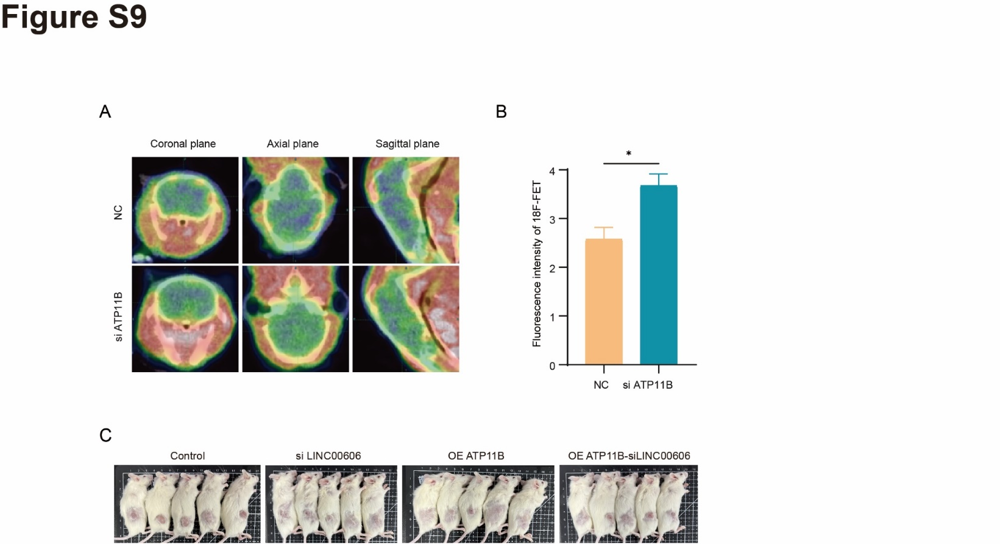 Figure S9
A
B
Coronal plane
Axial plane
Sagittal plane
NC
si ATP11B
*
Fluorescence intensity of 18F-FET
4
3
2
1
0
NC
si ATP11B
C
Control
si LINC00606
OE ATP11B
OE ATP11B-siLINC00606